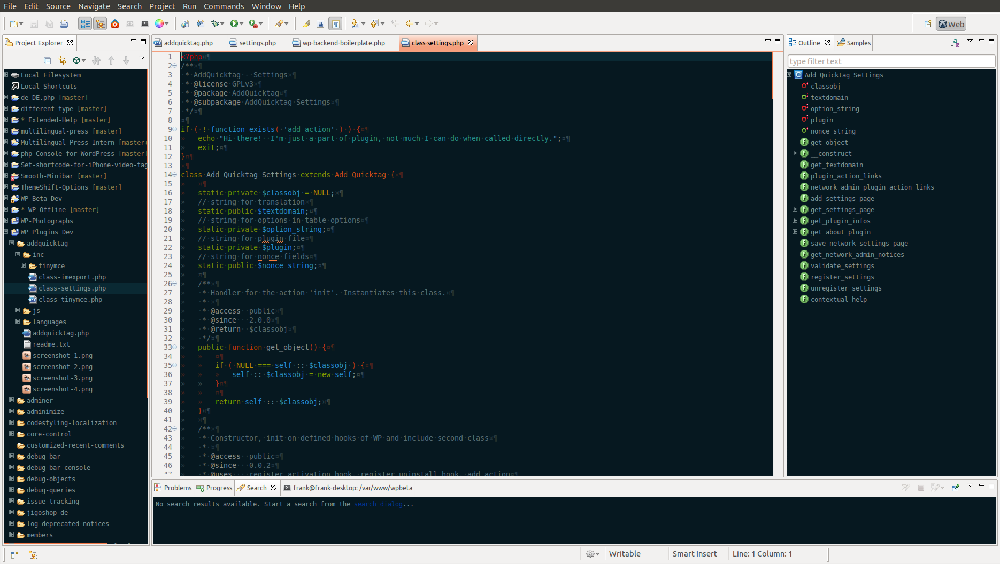 File Edit Source Navigate Search Project Run Commands Window Help
Web
Project Explorer
Local Filesystem
Local Shortcuts
de_DE.php [master]
different-type [master]
* Extended-Help [master]
multilingual-press [master]
Multilingual Press Intern [master
php-Console-for-WordPress [master]
Set-shortcode-for-iPhone-video-tag
Smooth-Minibar [master]
ThemeShift-Options [master]
WP Beta Dev
* WP-Offline [master]
WP-Photographs
WP Plugins Dev
addquicktag
inc
tinymce
class-imexport.php
class-settings.php
class-tinymce.php
js
languages
addquicktag.php
readme.txt
screenshot-1.png
screenshot-2.png
screenshot-3.png
screenshot-4.png
adminer
adminimize
codestyling-localization
core-control
customized-recent-comments
debug-bar
debug-bar-console
debug-objects
debug-queries
issue-tracking
jigoshop-de
log-deprecated-notices
members
addquicktag.php settings.php wp-backend-boilerplate.php class-settings.php
1 <?php¤¶
2 /**¤¶
3 * AddQuicktag - Settings¤¶
4 * @license GPLv3¤¶
5 * @package AddQuicktag¤¶
6 * @subpackage AddQuicktag Settings¤¶
7 */¤¶
8 ¤¶
9 if ( ! function_exists( 'add_action' ) ) {¤¶
10 » echo "Hi there!  I'm just a part of plugin, not much I can do when called directly.";¤¶
11 » exit;¤¶
12 }¤¶
13 ¤¶
14 class Add_Quicktag_Settings extends Add_Quicktag {¤¶
15 » ¤¶
16 » static private $classobj = NULL;¤¶
17 » // string for translation¤¶
18 » static public $textdomain;¤¶
19 » // string for options in table options¤¶
20 » static private $option_string;¤¶
21 » // string for plugin file¤¶
22 » static private $plugin;¤¶
23 » // string for nonce fields¤¶
24 » static public $nonce_string;¤¶
25 » ¤¶
26 » /**¤¶
27 » * Handler for the action 'init'. Instantiates this class.¤¶
28 » * ¤¶
29 » * @access  public¤¶
30 » * @since   2.0.0¤¶
31 » * @return  $classobj¤¶
32 » */¤¶
33 » public function get_object() {¤¶
34 » » ¤¶
35 » » if ( NULL === self :: $classobj ) {¤¶
36 » » » self :: $classobj = new self;¤¶
37 » » }¤¶
38 » » ¤¶
39 » » return self :: $classobj;¤¶
40 » }¤¶
41 » ¤¶
42 » /**¤¶
43 » * Constructor, init on defined hooks of WP and include second class¤¶
44 » * ¤¶
45 » * @access  public¤¶
46 » * @since   0.0.2¤¶
47 » * @uses    register_activation_hook, register_uninstall_hook, add_action¤¶
Outline Samples
type filter text
Add_Quicktag_Settings
classobj
textdomain
option_string
plugin
nonce_string
get_object
__construct
get_textdomain
plugin_action_links
network_admin_plugin_action_links
add_settings_page
get_settings_page
get_plugin_infos
get_about_plugin
save_network_settings_page
get_network_admin_notices
validate_settings
register_settings
unregister_settings
contextual_help
Problems Progress Search frank@frank-desktop: /var/www/wpbeta
No search results available. Start a search from the search dialog...
Writable Smart Insert Line: 1 Column: 1